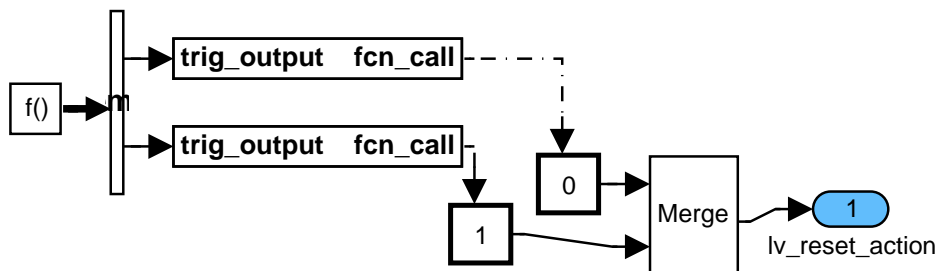 trig_output fcn_call
f()
m
trig_output fcn_call
0
1
Merge
1
lv_reset_action